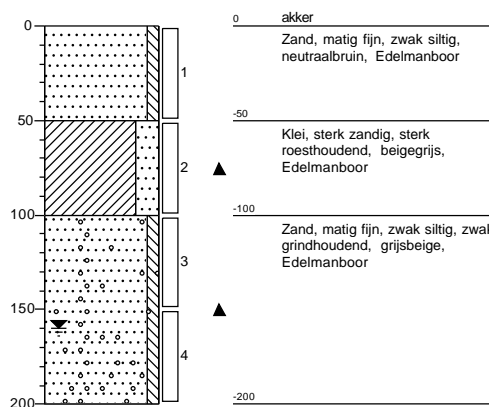 0
50
100
150
200
1
2
3
4
0 akker
Zand, matig fijn, zwak siltig,
neutraalbruin, Edelmanboor
-50
Klei, sterk zandig, sterk
roesthoudend, beigegrijs,
Edelmanboor
-100
Zand, matig fijn, zwak siltig, zwak
grindhoudend, grijsbeige,
Edelmanboor
-200